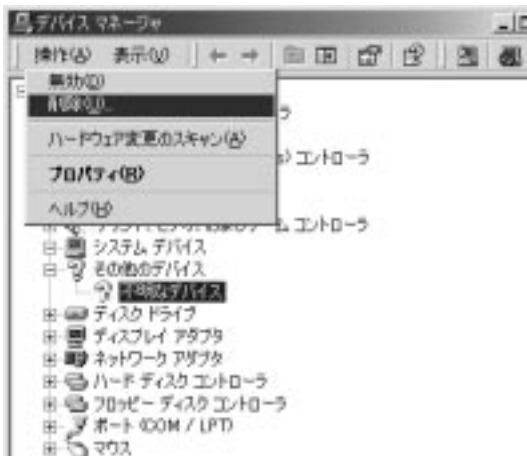 デバイス マネージャ
操作(A) 表示(V)
無効(D)
削除(U)...
ハードウェア変更のスキャン(A)
プロパティ(R)
ヘルプ(H)
ラ
コントローラ
ム コントローラ
システム デバイス
その他のデバイス
不明なデバイス
ディスク ドライブ
ディスプレイ アダプタ
ネットワーク アダプタ
ハード ディスク コントローラ
フロッピー ディスク コントローラ
ポート (COM / LPT)
マウス